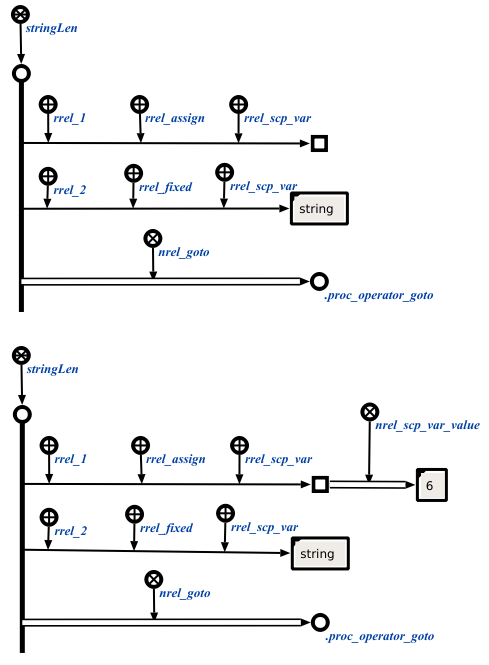 stringLen
rrel_1 rrel_assign rrel_scp_var
rrel_2 rrel_fixed rrel_scp_var
string
nrel_goto
.proc_operator_goto
stringLen
nrel_scp_var_value
rrel_1 rrel_assign rrel_scp_var
6
rrel_2 rrel_fixed rrel_scp_var
string
nrel_goto
.proc_operator_goto